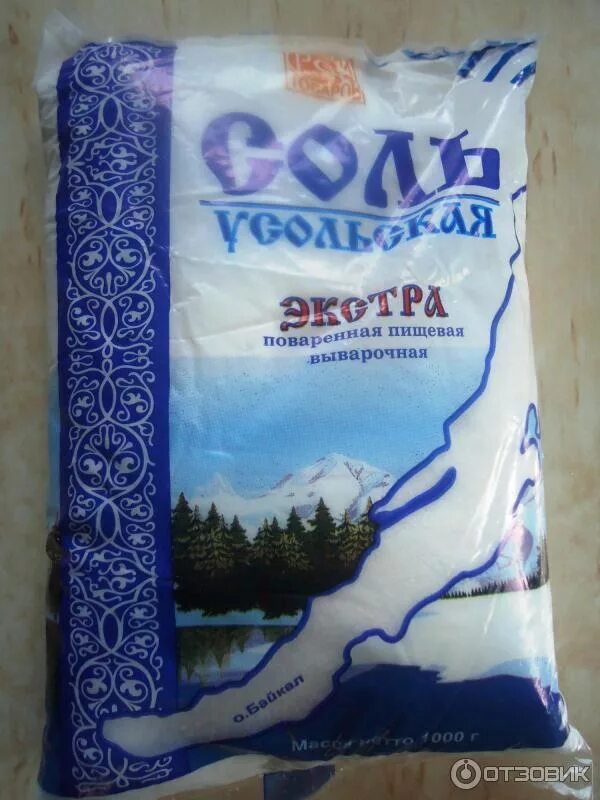 СОЛЬ
УСОЛЬСКАЯ
ЭКСТРА
поваренная пищевая
выварочная
о.Байкал
Масса нетто 1000 г
ОТЗОВИК